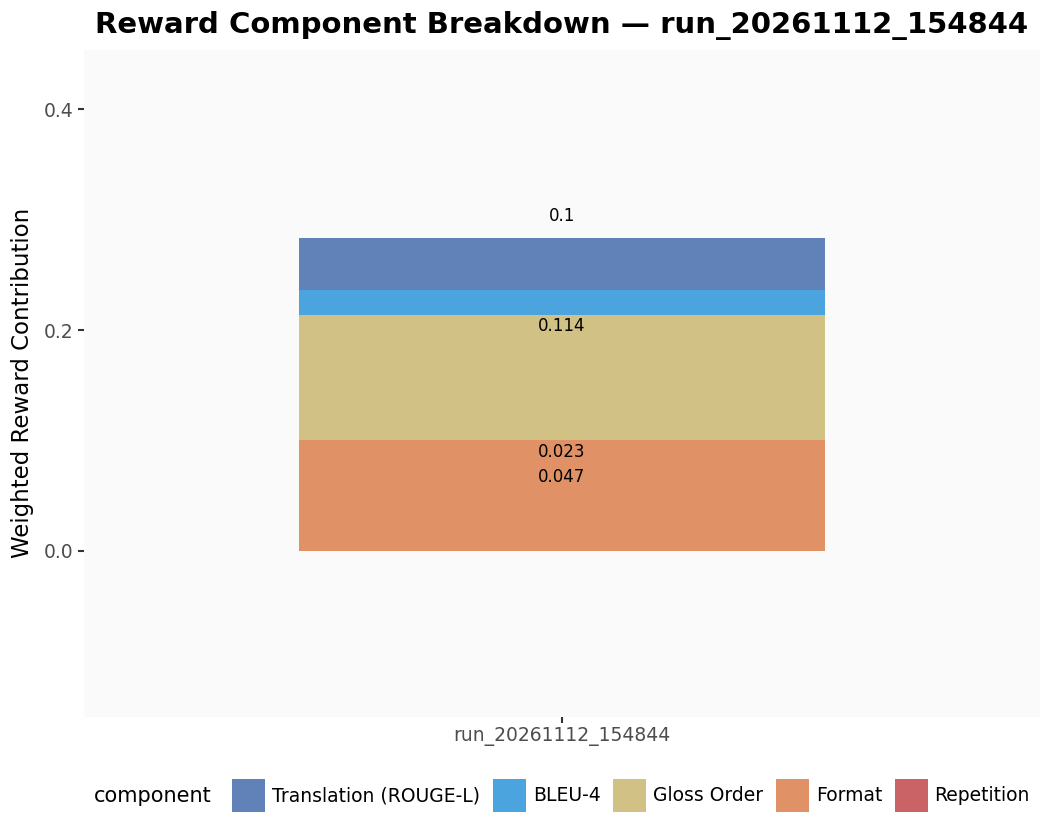 Reward Component Breakdown — run_20261112_154844
Weighted Reward Contribution
0.4
0.2
0.0
0.1
0.114
0.023
0.047
run_20261112_154844
component Translation (ROUGE-L) BLEU-4 Gloss Order Format Repetition